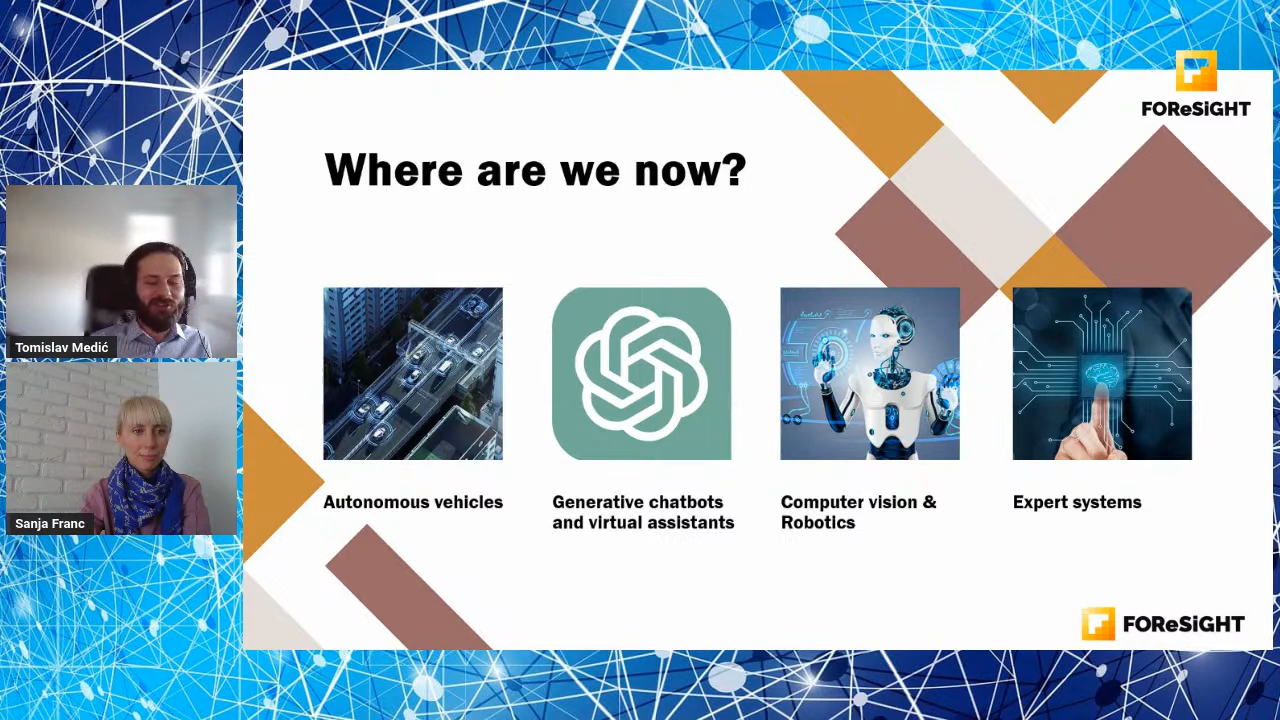 FOReSiGHT
Where are we now?
Tomislav Medić
Sanja Franc
Autonomous vehicles
Generative chatbots
and virtual assistants
Computer vision &
Robotics
Expert systems
FOReSiGHT